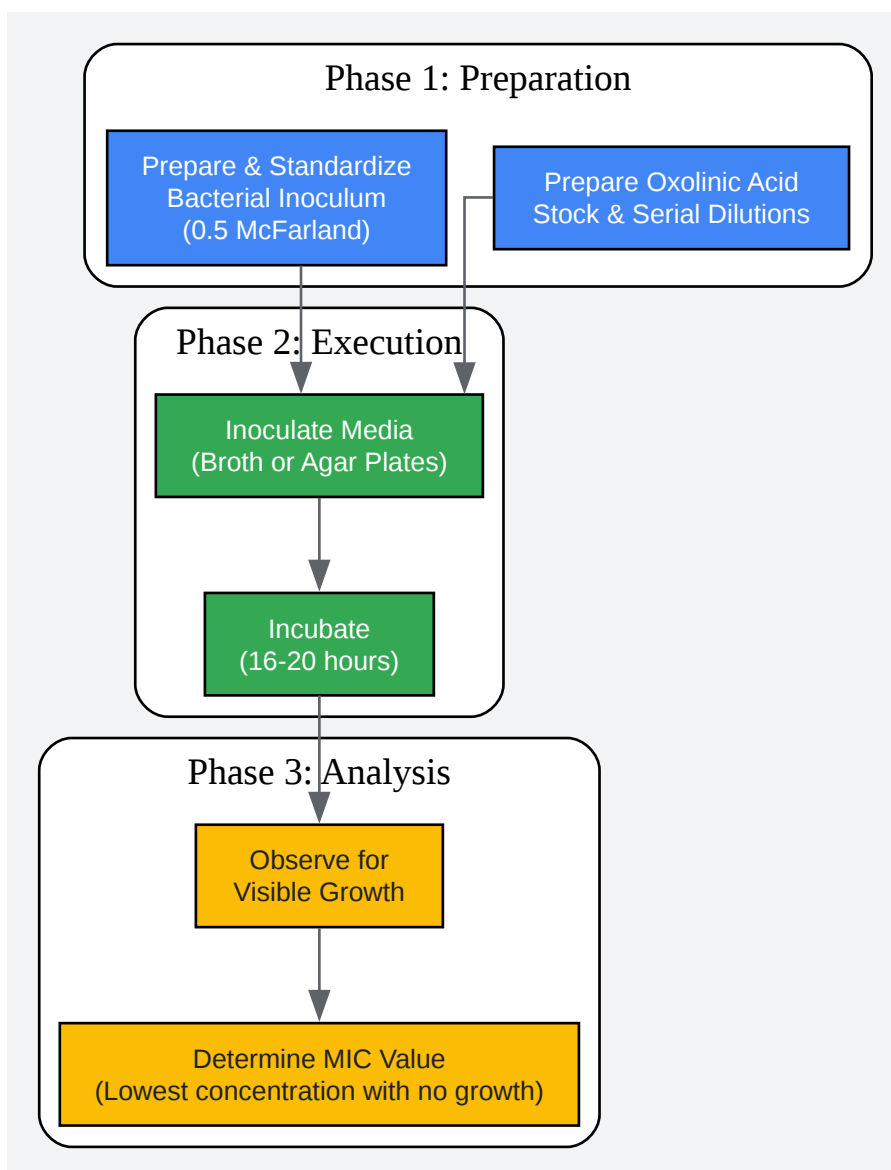 Phase 1: Preparation
Prepare & Standardize
Bacterial Inoculum
(0.5 McFarland)
Prepare Oxolinic Acid
Stock & Serial Dilutions
Phase 2: Execution
Inoculate Media
(Broth or Agar Plates)
Incubate
(16-20 hours)
Phase 3: Analysis
Observe for
Visible Growth
Determine MIC Value
(Lowest concentration with no growth)